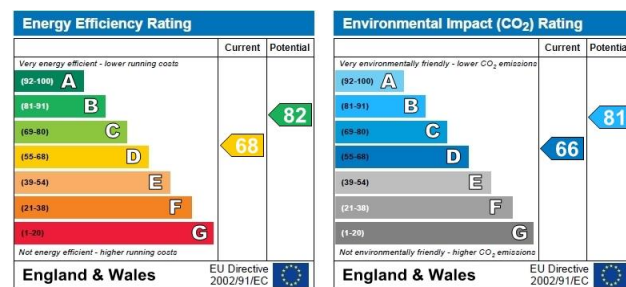 Energy Efficiency Rating
Current Potential
Very energy efficient - lower running costs
(92-100) A
(81-91) B
(69-80) C
(55-68) D
(39-54) E
(21-38) F
(1-20) G
68
82
Not energy efficient - higher running costs
England & Wales
EU Directive
2002/91/EC
Environmental Impact (CO₂) Rating
Current Potential
Very environmentally friendly - lower CO₂ emissions
(92-100) A
(81-91) B
(69-80) C
(55-68) D
(39-54) E
(21-38) F
(1-20) G
66
81
Not environmentally friendly - higher CO₂ emissions
England & Wales
EU Directive
2002/91/EC